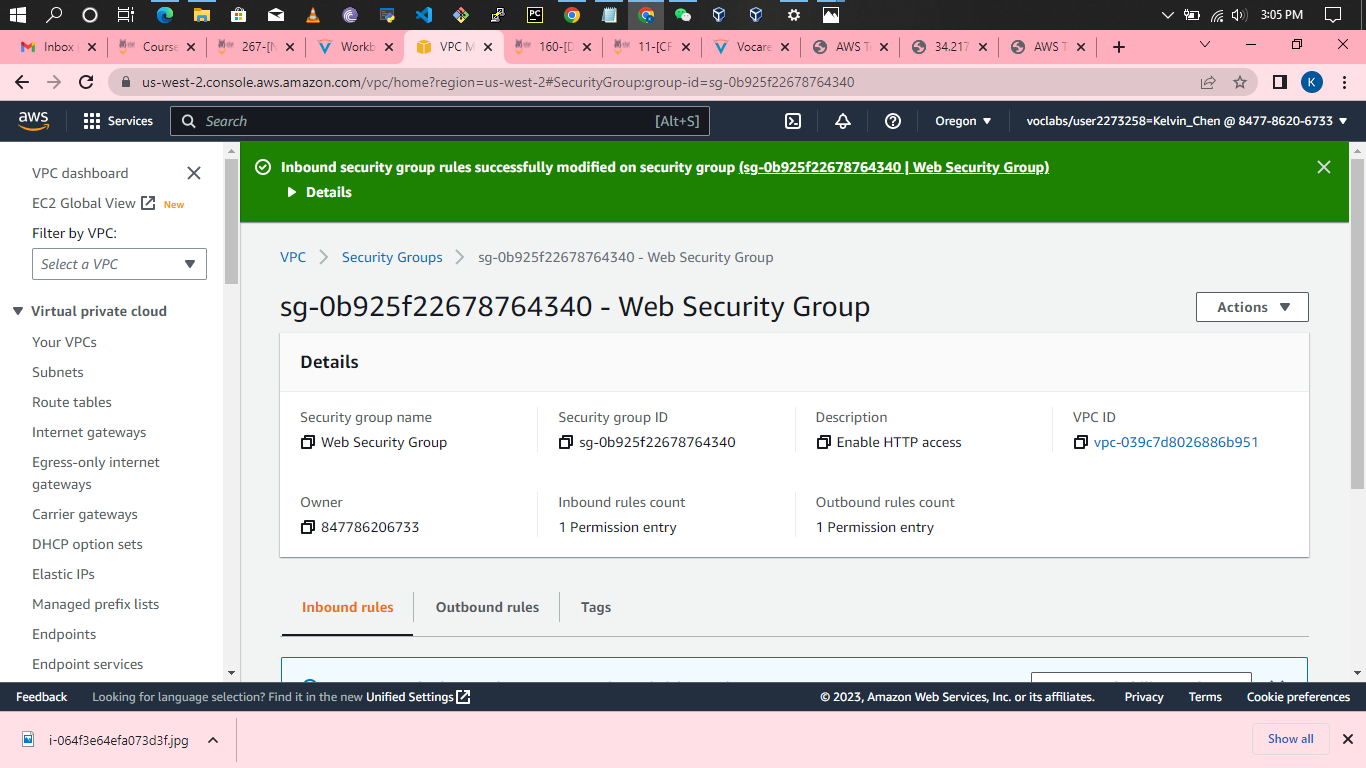 3:05 PM
Inbox (
Course
267-[N
Workb
VPC M
160-[D
11-[CF
Vocare
AWS T
34.217
AWS T
us-west-2.console.aws.amazon.com/vpc/home?region=us-west-2#SecurityGroup:group-id=sg-0b925f22678764340
K
aws
Services
Search
[Alt+S]
Oregon
voclabs/user2273258=Kelvin_Chen @ 8477-8620-6733
VPC dashboard
EC2 Global View New
Filter by VPC:
Select a VPC
Virtual private cloud
Your VPCs
Subnets
Route tables
Internet gateways
Egress-only internet
gateways
Carrier gateways
DHCP option sets
Elastic IPs
Managed prefix lists
Endpoints
Endpoint services
Inbound security group rules successfully modified on security group (sg-0b925f22678764340 | Web Security Group)
Details
VPC
Security Groups
sg-0b925f22678764340 - Web Security Group
sg-0b925f22678764340 - Web Security Group
Actions
Details
Security group name
Web Security Group
Security group ID
sg-0b925f22678764340
Description
Enable HTTP access
VPC ID
vpc-039c7d8026886b951
Owner
847786206733
Inbound rules count
1 Permission entry
Outbound rules count
1 Permission entry
Inbound rules
Outbound rules
Tags
Feedback
Looking for language selection? Find it in the new Unified Settings
© 2023, Amazon Web Services, Inc. or its affiliates.
Privacy
Terms
Cookie preferences
i-064f3e64efa073d3f.jpg
Show all